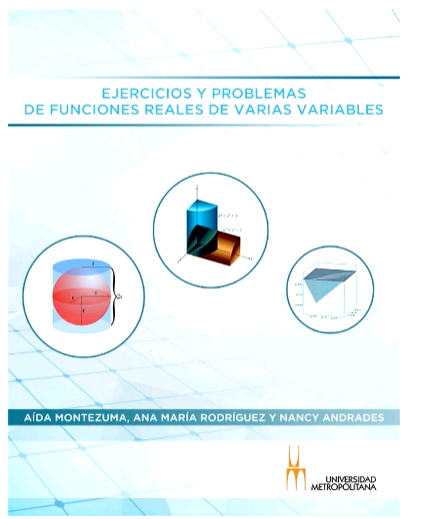 EJERCICIOS Y PROBLEMAS
DE FUNCIONES REALES DE VARIAS VARIABLES
AÍDA MONTEZUMA, ANA MARÍA RODRÍGUEZ Y NANCY ANDRADES
UNIVERSIDAD
METROPOLITANA